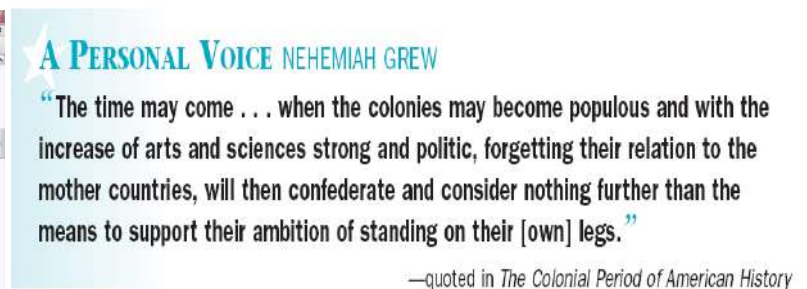 A PERSONAL VOICE NEHEMIAH GREW
“The time may come . . . when the colonies may become populous and with the
increase of arts and sciences strong and politic, forgetting their relation to the
mother countries, will then confederate and consider nothing further than the
means to support their ambition of standing on their [own] legs.”
—quoted in The Colonial Period of American History